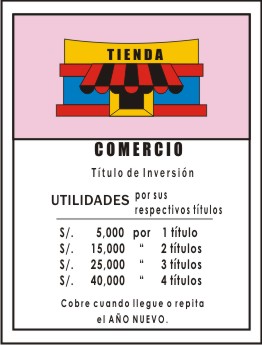 TIENDA
COMERCIO
Título de Inversión
UTILIDADES por sus
respectivos títulos
S/. 5,000 por 1 título
S/. 15,000 “ 2 títulos
S/. 25,000 “ 3 títulos
S/. 40,000 “ 4 títulos
Cobre cuando llegue o repita
el AÑO NUEVO.